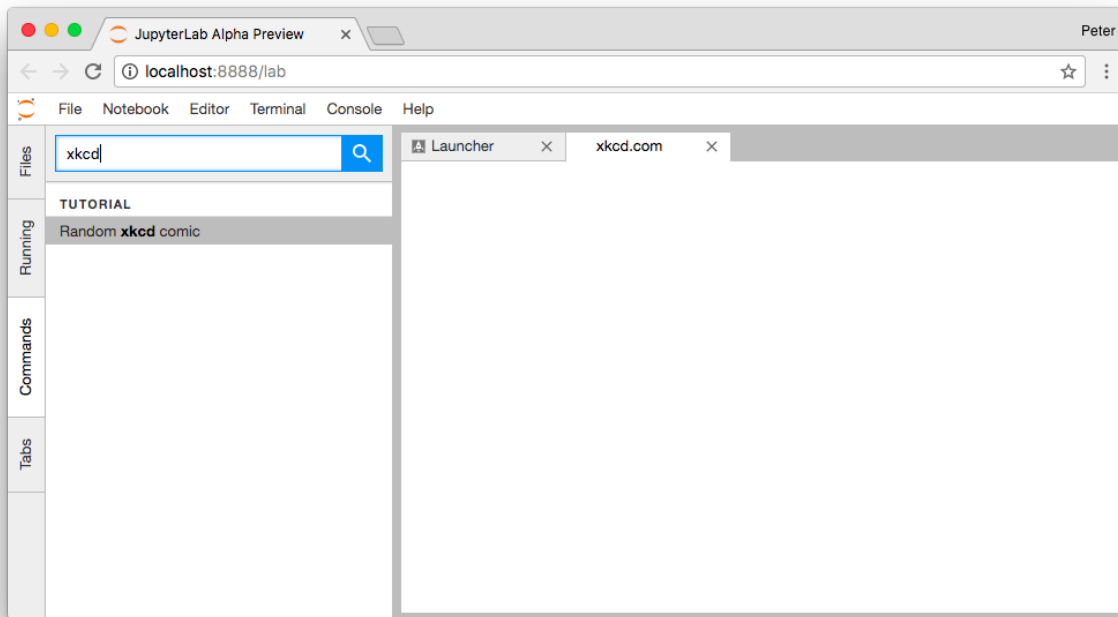 JupyterLab Alpha Preview
Peter
localhost:8888/lab
File Notebook Editor Terminal Console Help
Files
Running
Commands
Tabs
xkcd
TUTORIAL
Random xkcd comic
Launcher
xkcd.com